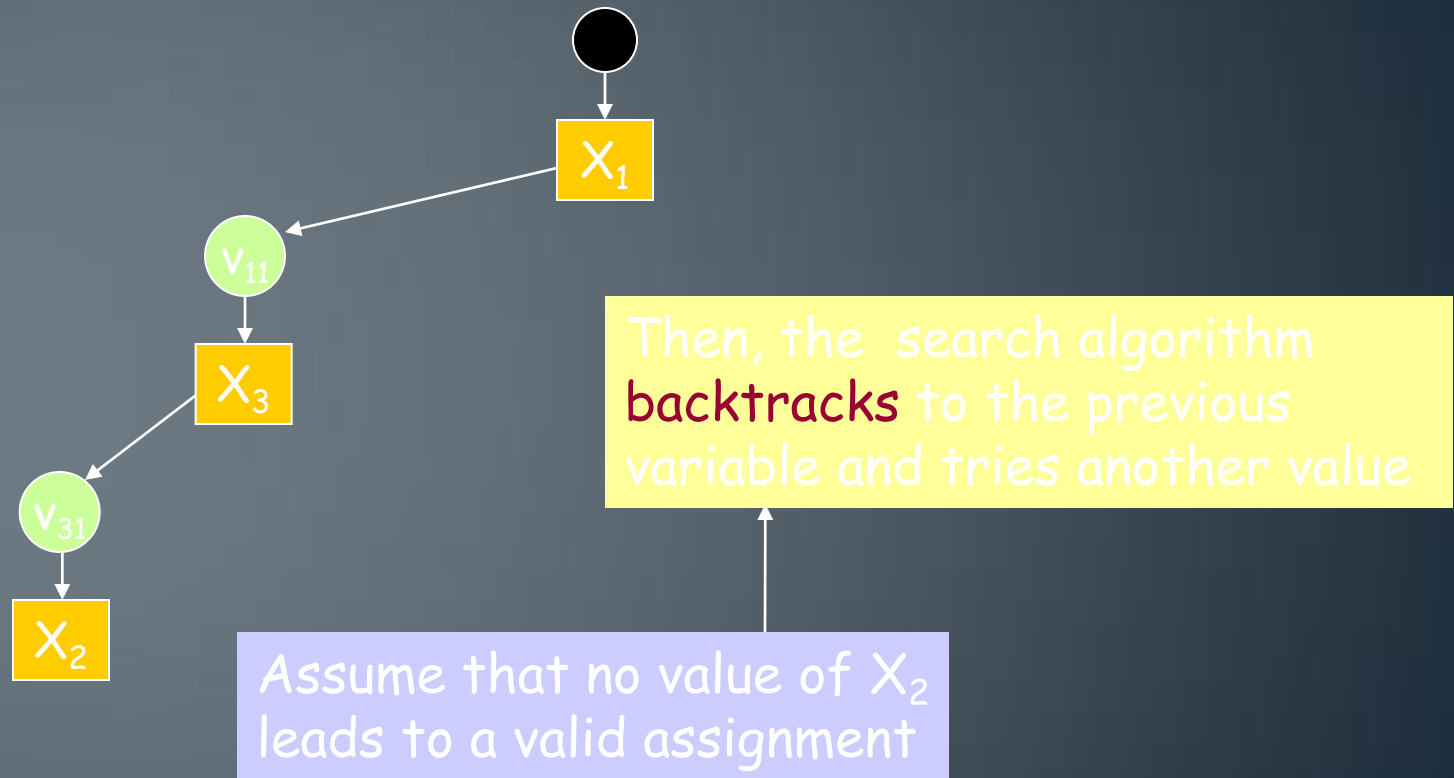 X₁
v₁₁
X₃
Then, the search algorithm
backtracks to the previous
variable and tries another value
v₃₁
X₂
Assume that no value of X₂
leads to a valid assignment